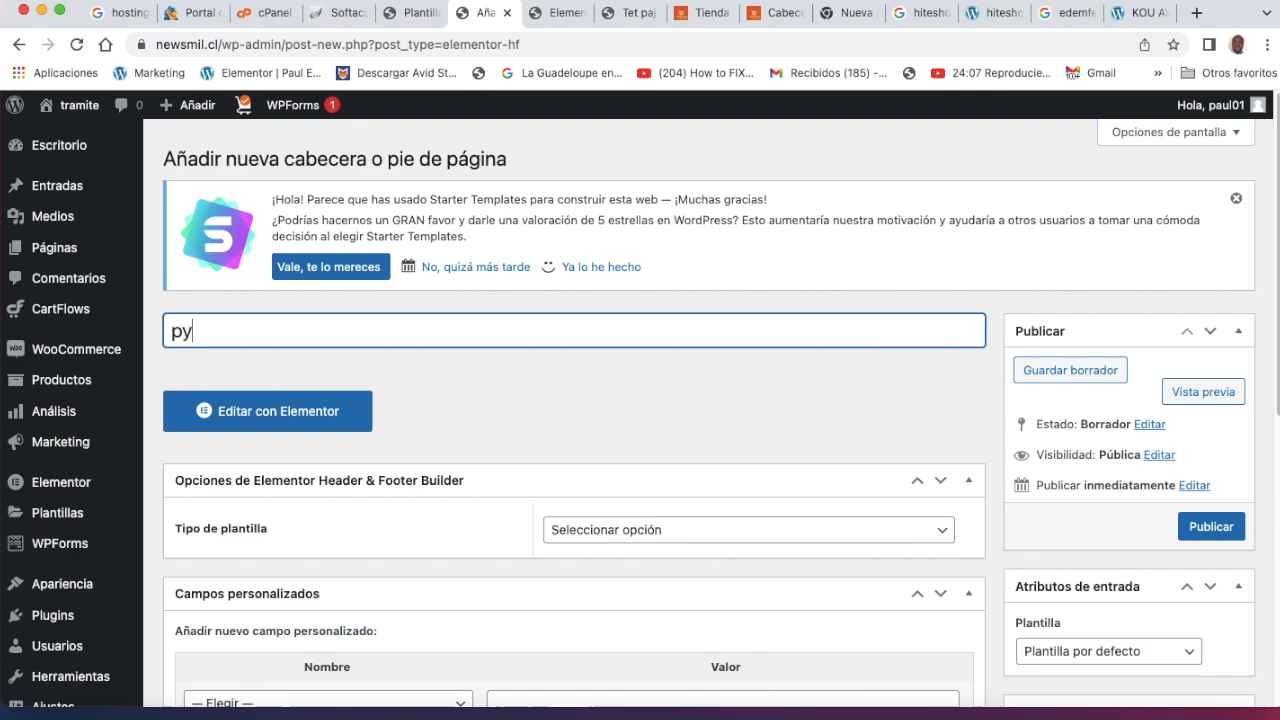 hosting
Portal c
cPanel
Softacu
Plantill
Aña
Elemen
Tet paj
Tienda
Cabece
Nueva
hitesho
hitesho
edemfe
KOU AV
newsmil.cl/wp-admin/post-new.php?post_type=elementor-hf
Aplicaciones
Marketing
Elementor | Paul E...
Descargar Avid St...
La Guadeloupe en...
(204) How to FIX...
Recibidos (185) -...
24:07 Reproducie...
Gmail
»
Otros favoritos
tramite
0
Añadir
WPForms 1
Hola, paul01
Opciones de pantalla
Escritorio
Entradas
Medios
Páginas
Comentarios
CartFlows
WooCommerce
Productos
Análisis
Marketing
Elementor
Plantillas
WPForms
Apariencia
Plugins
Usuarios
Herramientas
Ajustes
Añadir nueva cabecera o pie de página
¡Hola! Parece que has usado Starter Templates para construir esta web — ¡Muchas gracias!
¿Podrías hacernos un GRAN favor y darle una valoración de 5 estrellas en WordPress? Esto aumentaría nuestra motivación y ayudaría a otros usuarios a tomar una cómoda
decisión al elegir Starter Templates.
Vale, te lo mereces
No, quizá más tarde
Ya lo he hecho
py
Editar con Elementor
Opciones de Elementor Header & Footer Builder
Tipo de plantilla
Seleccionar opción
Campos personalizados
Añadir nuevo campo personalizado:
Nombre
Valor
— Elegir —
Publicar
Guardar borrador
Vista previa
Estado: Borrador Editar
Visibilidad: Pública Editar
Publicar inmediatamente Editar
Publicar
Atributos de entrada
Plantilla
Plantilla por defecto